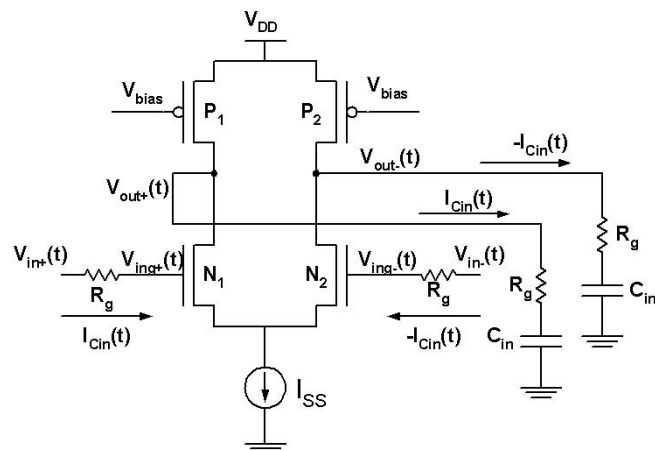 V_DD
V_bias
P_1
P_2
V_bias
-I_Cin(t)
V_out-(t)
V_out+(t)
I_Cin(t)
R_g
V_in+(t)
V_ing+(t)
N_1
N_2
V_ing-(t)
V_in-(t)
R_g
R_g
R_g
C_in
I_Cin(t)
-I_Cin(t)
C_in
I_SS